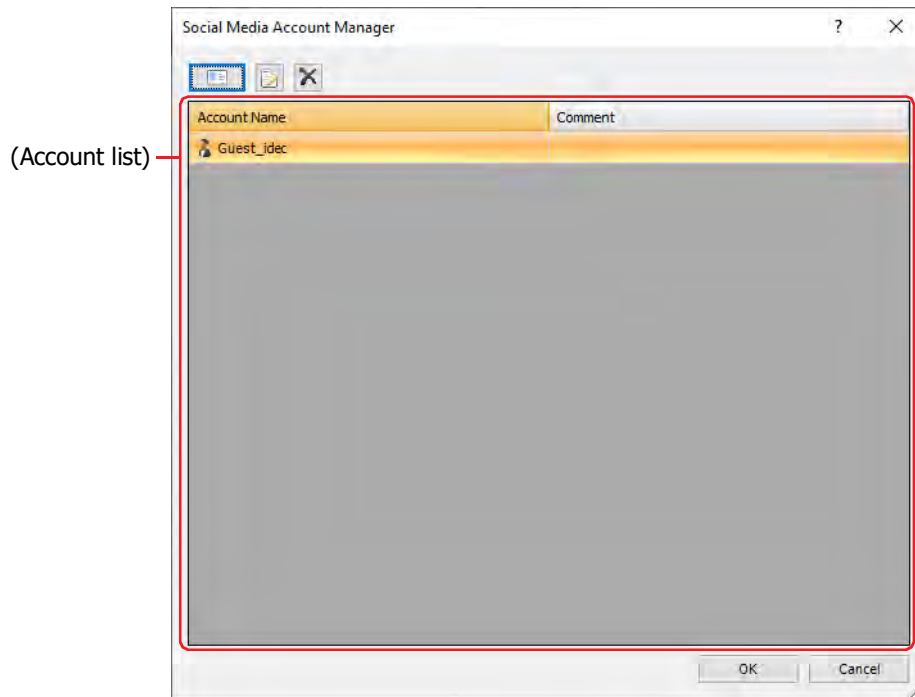 Social Media Account Manager
?
Account Name Comment
(Account list)
Guest_idec
OK Cancel